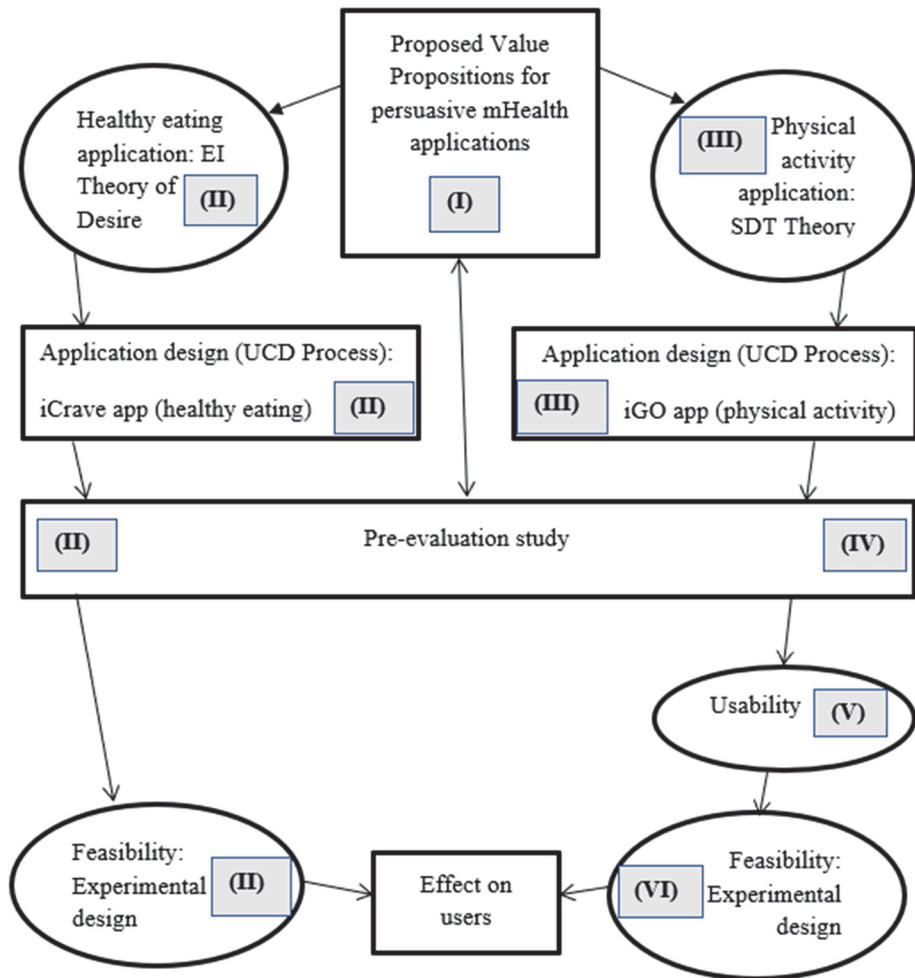 Proposed Value
Propositions for
persuasive mHealth
applications
(I)
Healthy eating
application: EI
Theory of
Desire
(II)
(III)
Physical
activity
application:
SDT Theory
Application design (UCD Process):
iCrave app (healthy eating)
(II)
Application design (UCD Process):
(III)
iGO app (physical activity)
(II)
Pre-evaluation study
(IV)
Usability
(V)
Feasibility:
Experimental
design
(II)
Effect on
users
(VI)
Feasibility:
Experimental
design